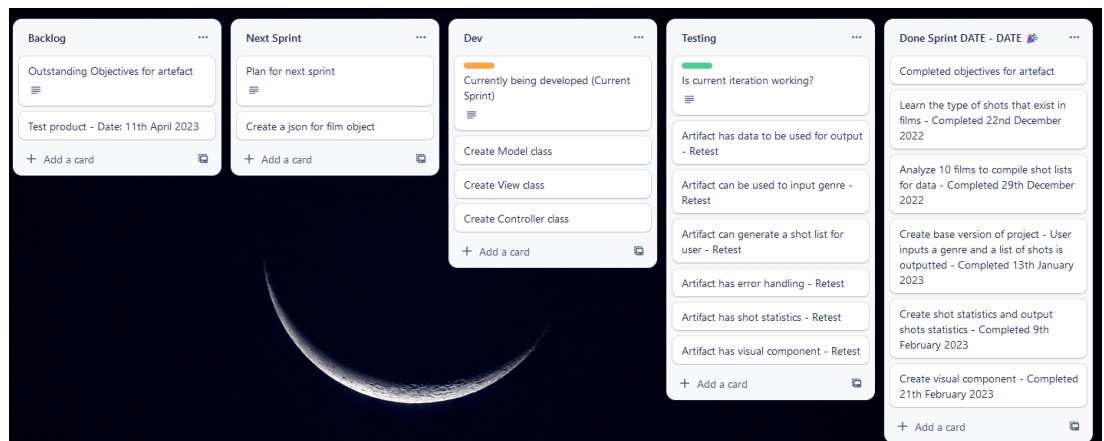 Backlog
Outstanding Objectives for artefact
Test product - Date: 11th April 2023
+ Add a card
Next Sprint
Plan for next sprint
Create a json for film object
+ Add a card
Dev
Currently being developed (Current
Sprint)
Create Model class
Create View class
Create Controller class
+ Add a card
Testing
Is current iteration working?
Artifact has data to be used for output
- Retest
Artifact can be used to input genre -
Retest
Artifact can generate a shot list for
user - Retest
Artifact has error handling - Retest
Artifact has shot statistics - Retest
Artifact has visual component - Retest
+ Add a card
Done Sprint DATE - DATE 🎉
Completed objectives for artefact
Learn the type of shots that exist in
films - Completed 22nd December
2022
Analyze 10 films to compile shot lists
for data - Completed 29th December
2022
Create base version of project - User
inputs a genre and a list of shots is
outputted - Completed 13th January
2023
Create shot statistics and output
shots statistics - Completed 9th
February 2023
Create visual component - Completed
21th February 2023
+ Add a card